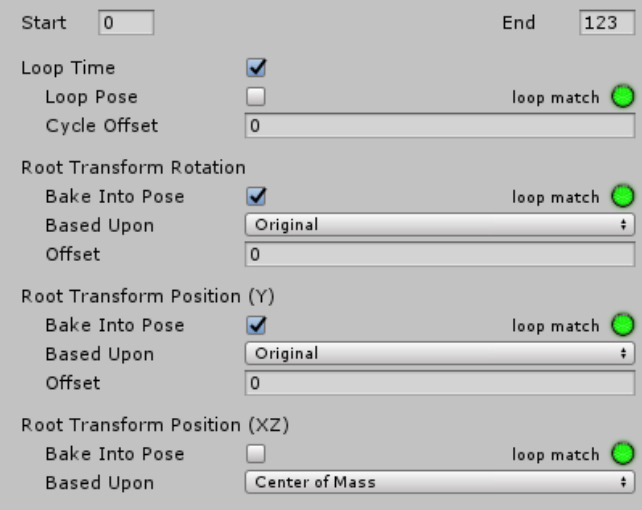 Start 0 End 123
Loop Time
Loop Pose loop match
Cycle Offset 0
Root Transform Rotation
Bake Into Pose loop match
Based Upon Original
Offset 0
Root Transform Position (Y)
Bake Into Pose loop match
Based Upon Original
Offset 0
Root Transform Position (XZ)
Bake Into Pose loop match
Based Upon Center of Mass